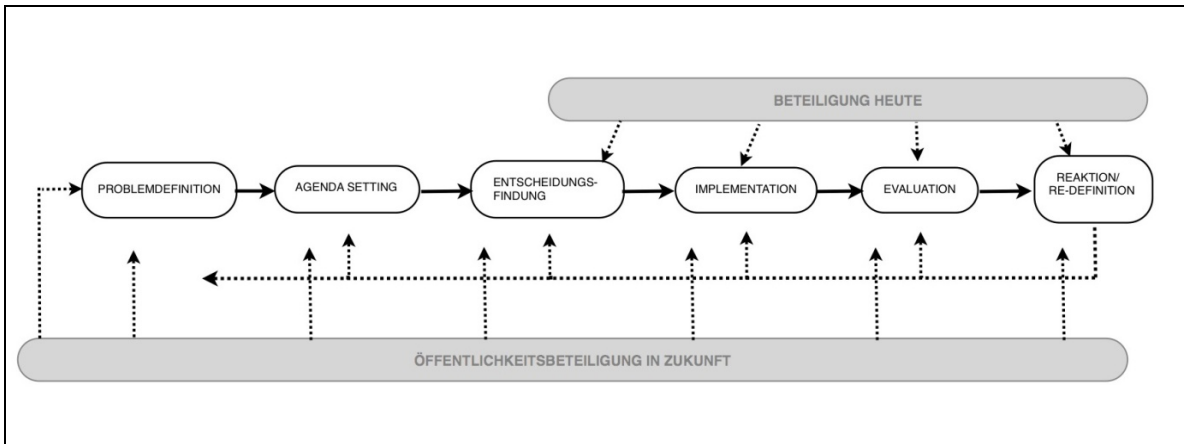 BETEILIGUNG HEUTE
PROBLEMDEFINITION
AGENDA SETTING
ENTSCHEIDUNGS-
FINDUNG
IMPLEMENTATION
EVALUATION
REAKTION/
RE-DEFINITION
ÖFFENTLICHKEITSBETEILIGUNG IN ZUKUNFT